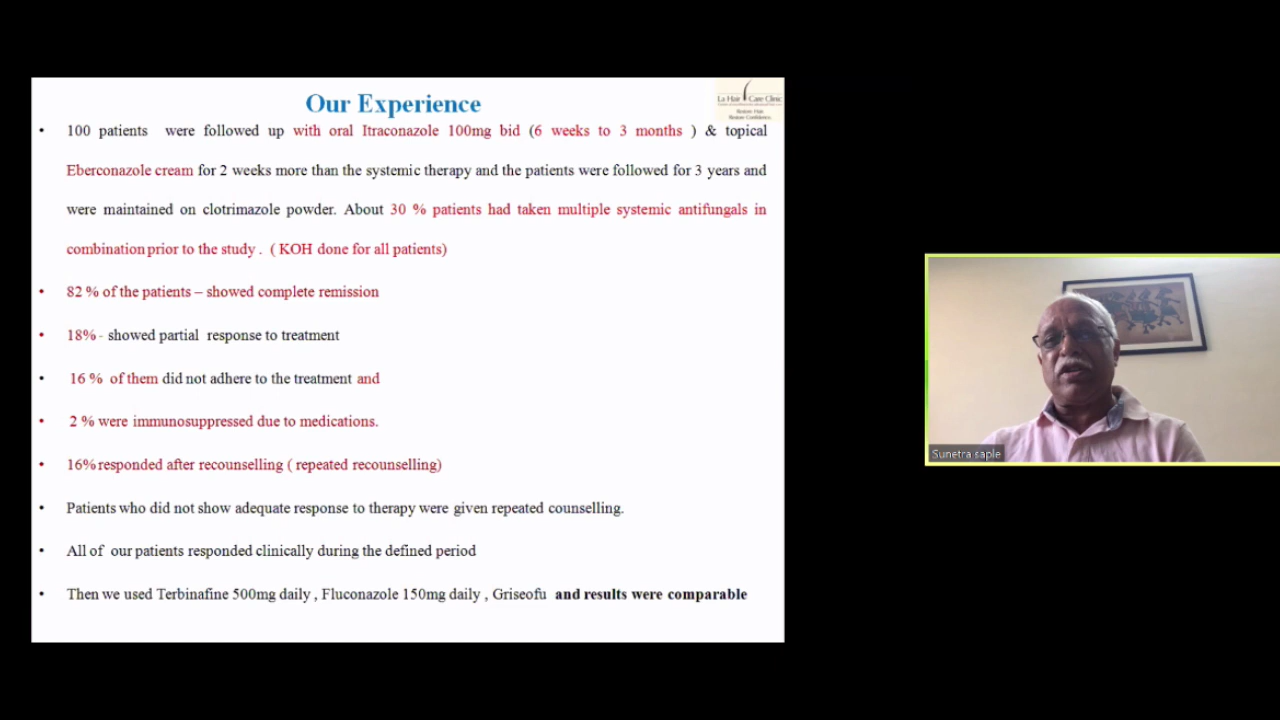 Our Experience
La Hair Care Clinic
Restore Hair
Restore Confidence.
• 100 patients were followed up with oral Itraconazole 100mg bid (6 weeks to 3 months ) & topical
Eberconazole cream for 2 weeks more than the systemic therapy and the patients were followed for 3 years and
were maintained on clotrimazole powder. About 30 % patients had taken multiple systemic antifungals in
combination prior to the study . ( KOH done for all patients)
• 82 % of the patients – showed complete remission
• 18% - showed partial response to treatment
• 16 % of them did not adhere to the treatment and
• 2 % were immunosuppressed due to medications.
• 16% responded after recounselling ( repeated recounselling)
• Patients who did not show adequate response to therapy were given repeated counselling.
• All of our patients responded clinically during the defined period
• Then we used Terbinafine 500mg daily , Fluconazole 150mg daily , Griseofu and results were comparable
Sunetra saple